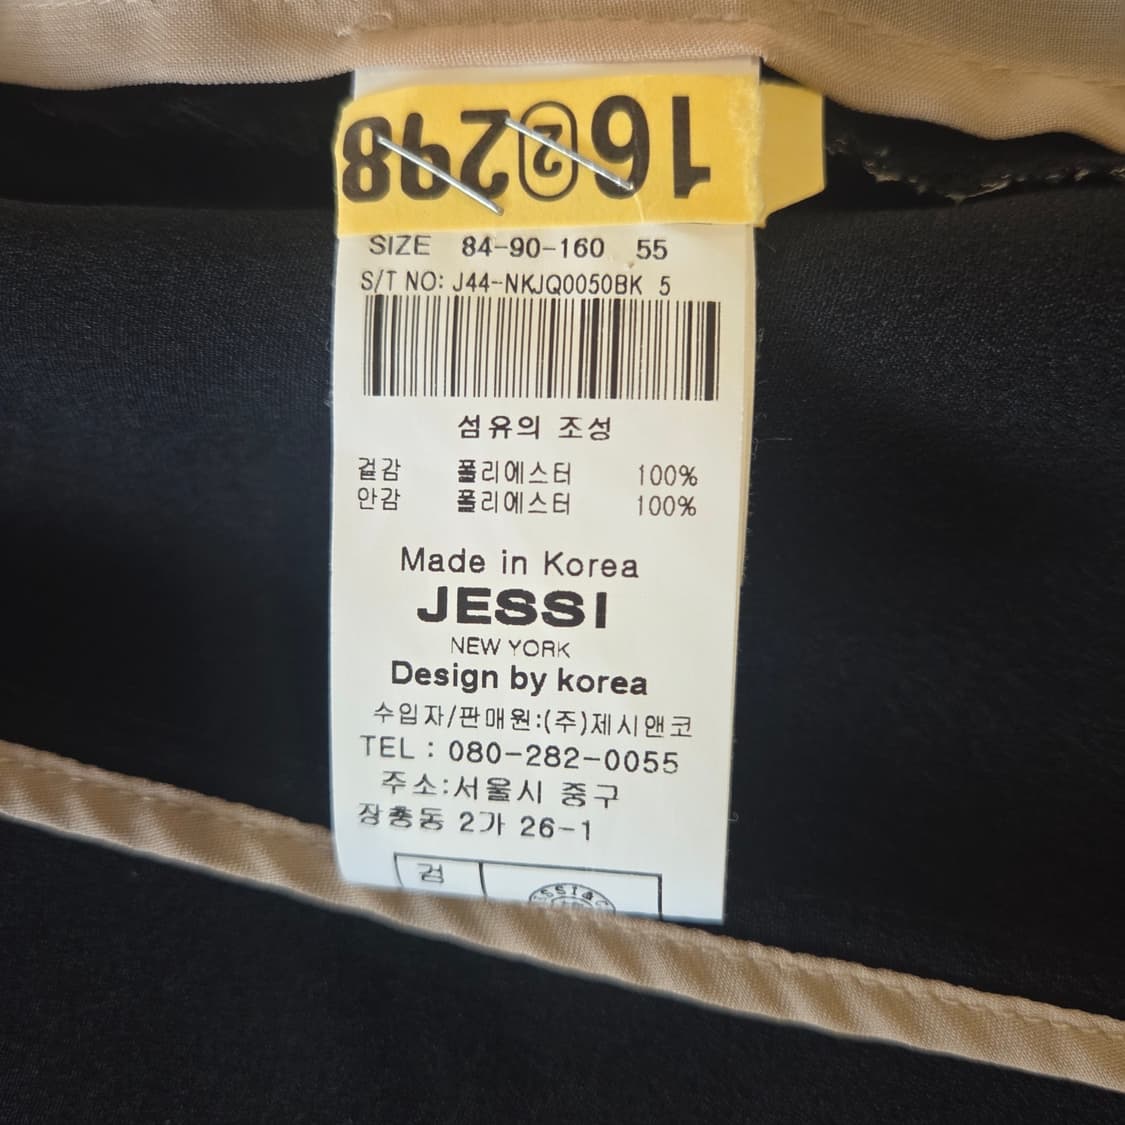 16 ② 298
SIZE 84-90-160 55
S/T NO: J44-NKJQ0050BK 5
섬유의 조성
겉감 폴리에스터 100%
안감 폴리에스터 100%
Made in Korea
JESSI
NEW YORK
Design by korea
수입자/판매원:(주)제시앤코
TEL : 080-282-0055
주소:서울시 중구
장충동 2가 26-1
검